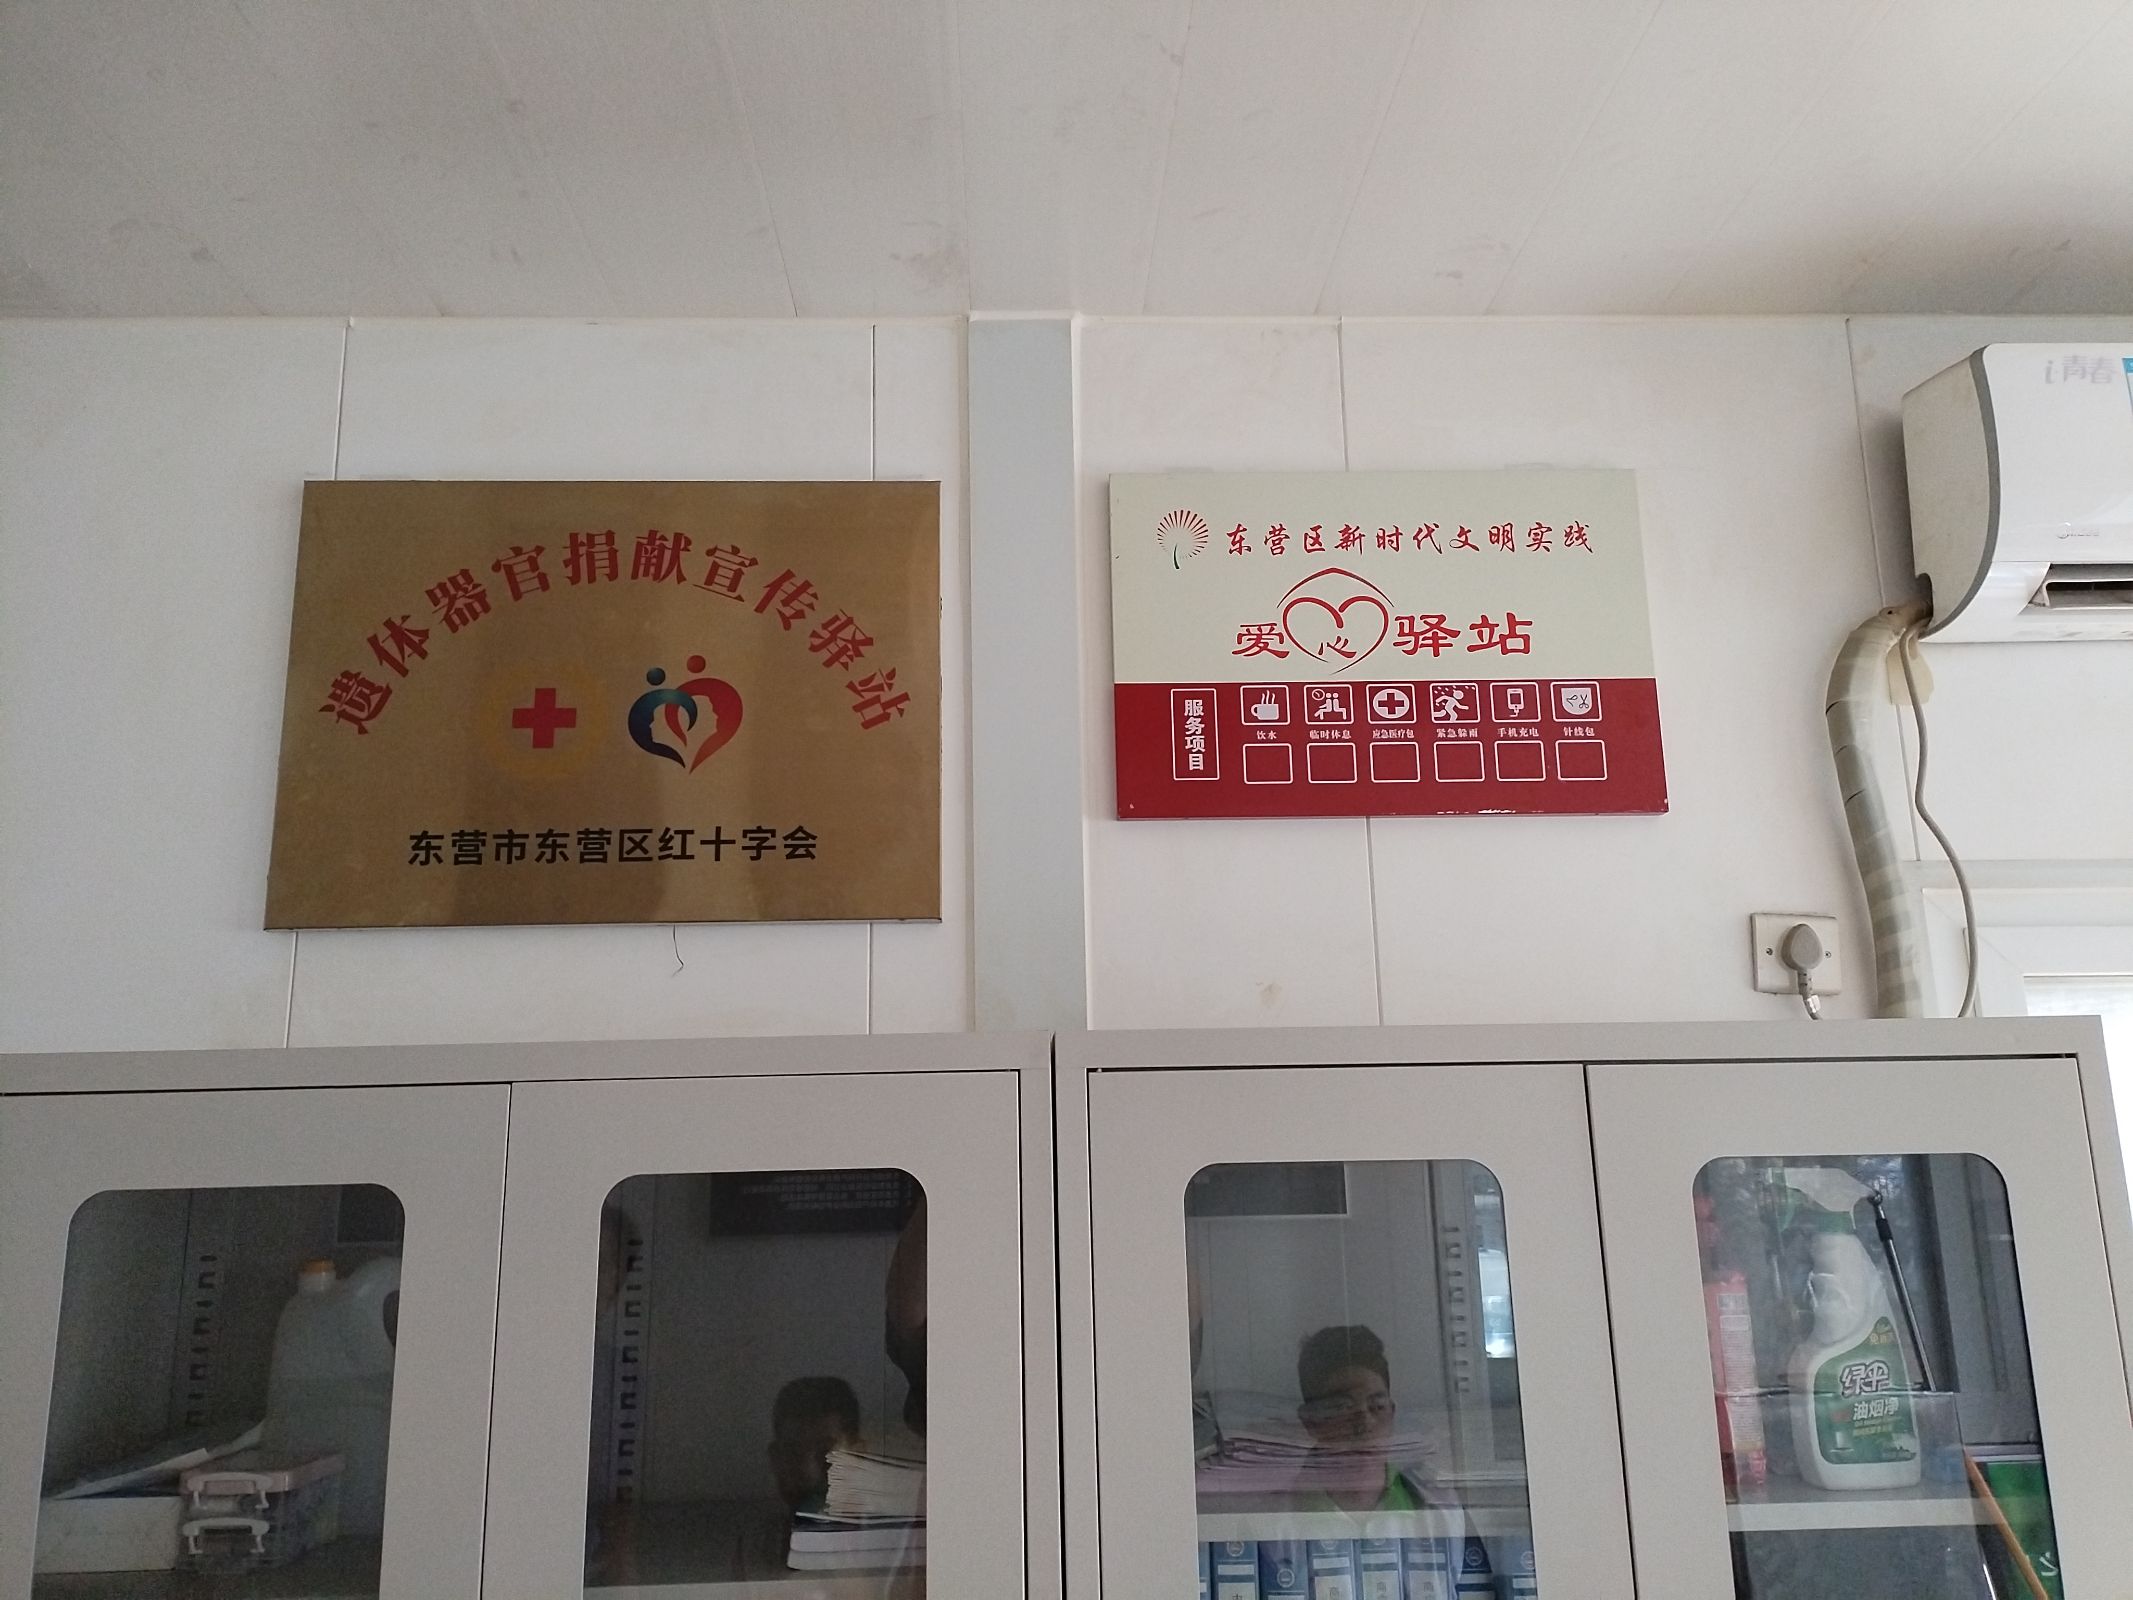 遗体器官捐献宣传驿站
东营市东营区红十字会
东营区新时代文明实践
爱心驿站
服务项目
饮水
临时休息
应急医疗包
紧急躲雨
手机充电
针线包
i青春
绿伞
油烟净